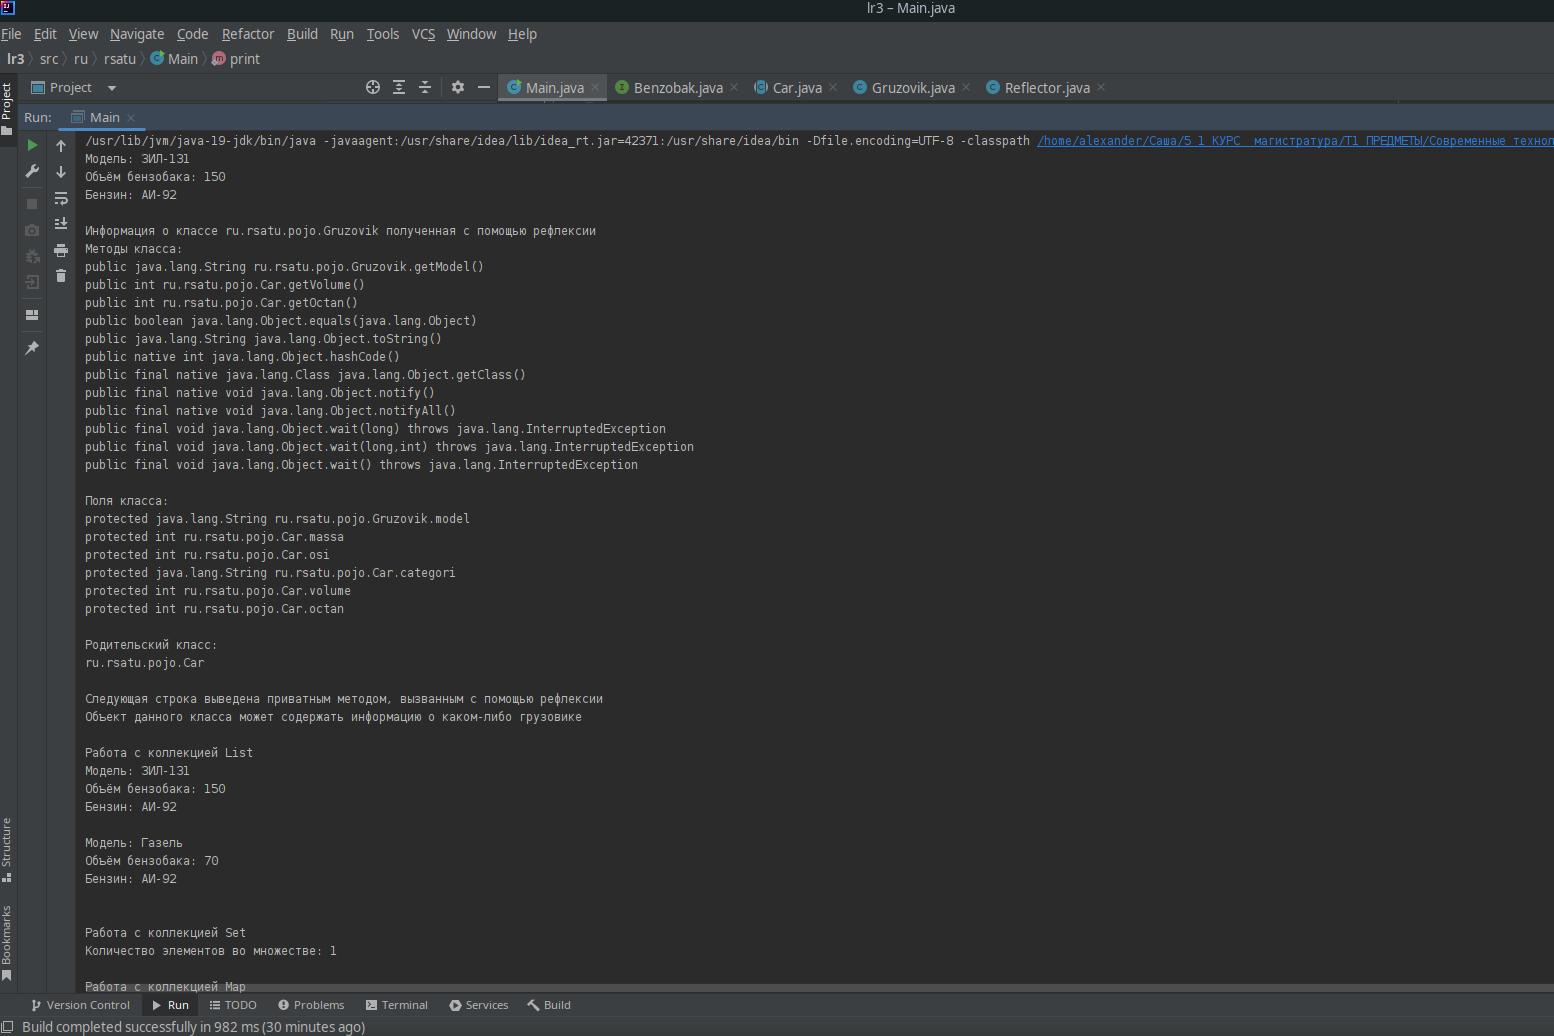 lr3 – Main.java
File Edit View Navigate Code Refactor Build Run Tools VCS Window Help
lr3 src ru rsatu Main print
Project Main.java Benzobak.java Car.java Gruzovik.java Reflector.java
Project
Run: Main
/usr/lib/jvm/java-19-jdk/bin/java -javaagent:/usr/share/idea/lib/idea_rt.jar=42371:/usr/share/idea/bin -Dfile.encoding=UTF-8 -classpath /home/alexander/Саша/5_1_КУРС__магистратура/Т1_ПРЕДМЕТЫ/Современные_технол
Модель: ЗИЛ-131
Объём бензобака: 150
Бензин: АИ-92
Информация о классе ru.rsatu.pojo.Gruzovik полученная с помощью рефлексии
Методы класса:
public java.lang.String ru.rsatu.pojo.Gruzovik.getModel()
public int ru.rsatu.pojo.Car.getVolume()
public int ru.rsatu.pojo.Car.getOctan()
public boolean java.lang.Object.equals(java.lang.Object)
public java.lang.String java.lang.Object.toString()
public native int java.lang.Object.hashCode()
public final native java.lang.Class java.lang.Object.getClass()
public final native void java.lang.Object.notify()
public final native void java.lang.Object.notifyAll()
public final void java.lang.Object.wait(long) throws java.lang.InterruptedException
public final void java.lang.Object.wait(long,int) throws java.lang.InterruptedException
public final void java.lang.Object.wait() throws java.lang.InterruptedException
Поля класса:
protected java.lang.String ru.rsatu.pojo.Gruzovik.model
protected int ru.rsatu.pojo.Car.massa
protected int ru.rsatu.pojo.Car.osi
protected java.lang.String ru.rsatu.pojo.Car.categori
protected int ru.rsatu.pojo.Car.volume
protected int ru.rsatu.pojo.Car.octan
Родительский класс:
ru.rsatu.pojo.Car
Следующая строка выведена приватным методом, вызванным с помощью рефлексии
Объект данного класса может содержать информацию о каком-либо грузовике
Работа с коллекцией List
Модель: ЗИЛ-131
Объём бензобака: 150
Бензин: АИ-92
Модель: Газель
Объём бензобака: 70
Бензин: АИ-92
Работа с коллекцией Set
Количество элементов во множестве: 1
Работа с коллекцией Map
Structure
Bookmarks
Version Control Run TODO Problems Terminal Services Build
Build completed successfully in 982 ms (30 minutes ago)